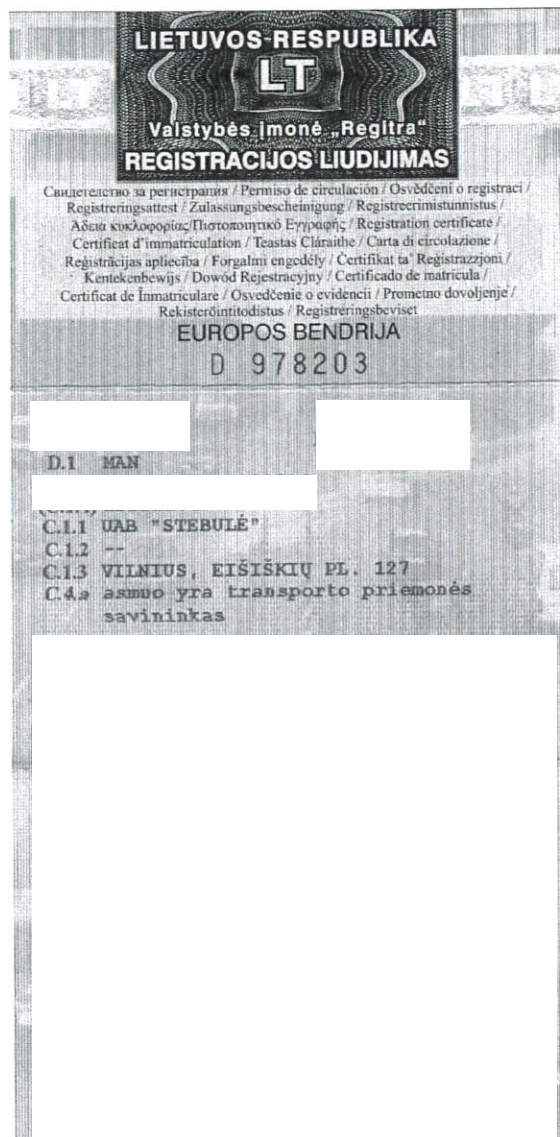 LIETUVOS RESPUBLIKA
LT
Valstybės įmonė „Regitra“
REGISTRACIJOS LIUDIJIMAS
Свидетелство за регистрация / Permiso de circulación / Osvědčení o registraci /
Registreringsattest / Zulassungsbescheinigung / Registreerimistunnistus /
Άδεια κυκλοφορίας/Πιστοποιητικό Εγγραφής / Registration certificate /
Certificat d'immatriculation / Teastas Cláraithe / Carta di circolazione /
Reģistrācijas apliecība / Forgalmi engedély / Ċertifikat ta' Reġistrazzjoni /
Kentekenbewijs / Dowód Rejestracyjny / Certificado de matrícula /
Certificat de Înmatriculare / Osvedčenie o evidencii / Prometno dovoljenje /
Rekisteröintitodistus / Registreringsbeviset
EUROPOS BENDRIJA
D 978203
D.1 MAN
C.1.1 UAB "STEBULĖ"
C.1.2 --
C.1.3 VILNIUS, EIŠIŠKIŲ PL. 127
C.4.a asmuo yra transporto priemonės
savininkas